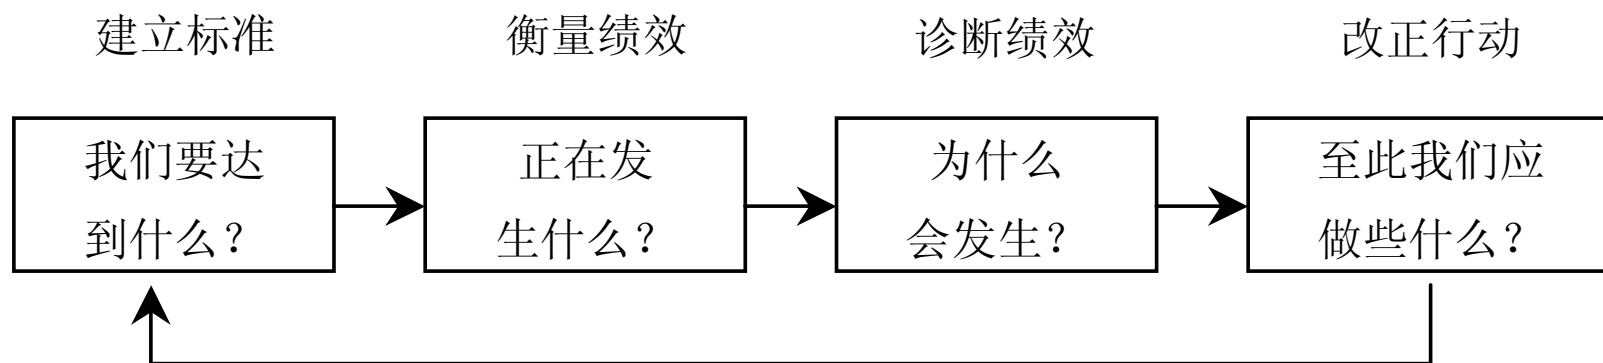 建立标准
衡量绩效
诊断绩效
改正行动
我们要达
到什么？
正在发
生什么？
为什么
会发生？
至此我们应
做些什么？